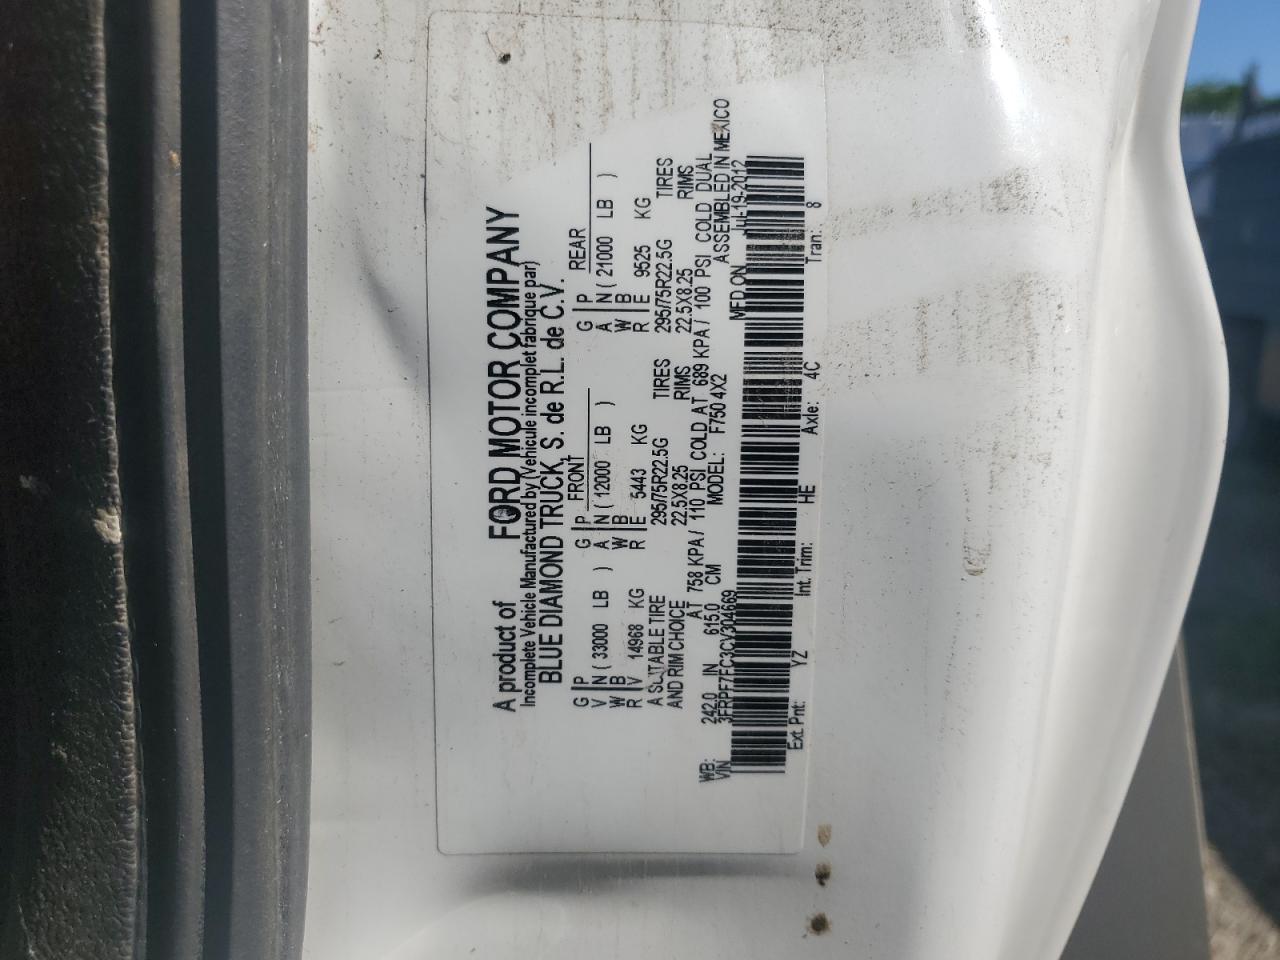 A product of FORD MOTOR COMPANY
Incomplete Vehicle Manufactured by (Vehicule incomplet fabrique par)
BLUE DIAMOND TRUCK, S. de R.L. de C.V.
FRONT REAR
G P G P G P
V N ( 33000 LB ) A N ( 12000 LB ) A N ( 21000 LB )
W B W B W B
R V 14968 KG R E 5443 KG R E 9525 KG
A SUITABLE TIRE 295/75R22.5G TIRES 295/75R22.5G TIRES
AND RIM CHOICE 22.5X8.25 RIMS 22.5X8.25 RIMS
AT 758 KPA/ 110 PSI COLD AT 689 KPA/ 100 PSI COLD DUAL
WB: 242.0 IN 615.0 CM MODEL: F750 4X2 ASSEMBLED IN MEXICO
VIN 3FRPF7FC3CV304669 MFD ON Jul-19-2012
Ext. Pnt: YZ Int. Trim: HE Axle: 4C Tran: 8